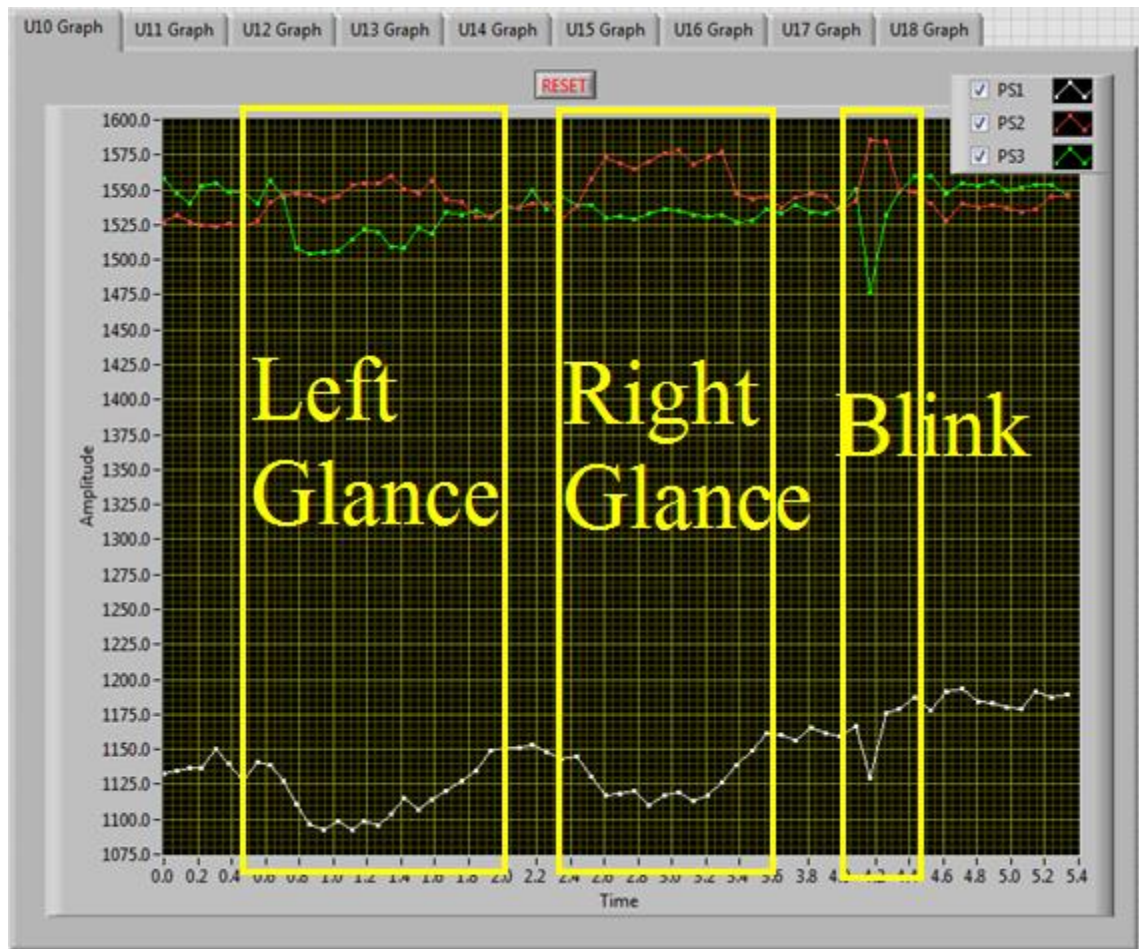 U10 Graph U11 Graph U12 Graph U13 Graph U14 Graph U15 Graph U16 Graph U17 Graph U18 Graph
RESET
PS1
PS2
PS3
1600.0
1575.0
1550.0
1525.0
1500.0
1475.0
1450.0
1425.0
1400.0
1375.0
1350.0
1325.0
1300.0
1275.0
1250.0
1225.0
1200.0
1175.0
1150.0
1125.0
1100.0
1075.0
Amplitude
Left
Glance
Right
Glance
Blink
0.0 0.2 0.4 0.6 0.8 1.0 1.2 1.4 1.6 1.8 2.0 2.2 2.4 2.6 2.8 3.0 3.2 3.4 3.6 3.8 4.0 4.2 4.4 4.6 4.8 5.0 5.2 5.4
Time